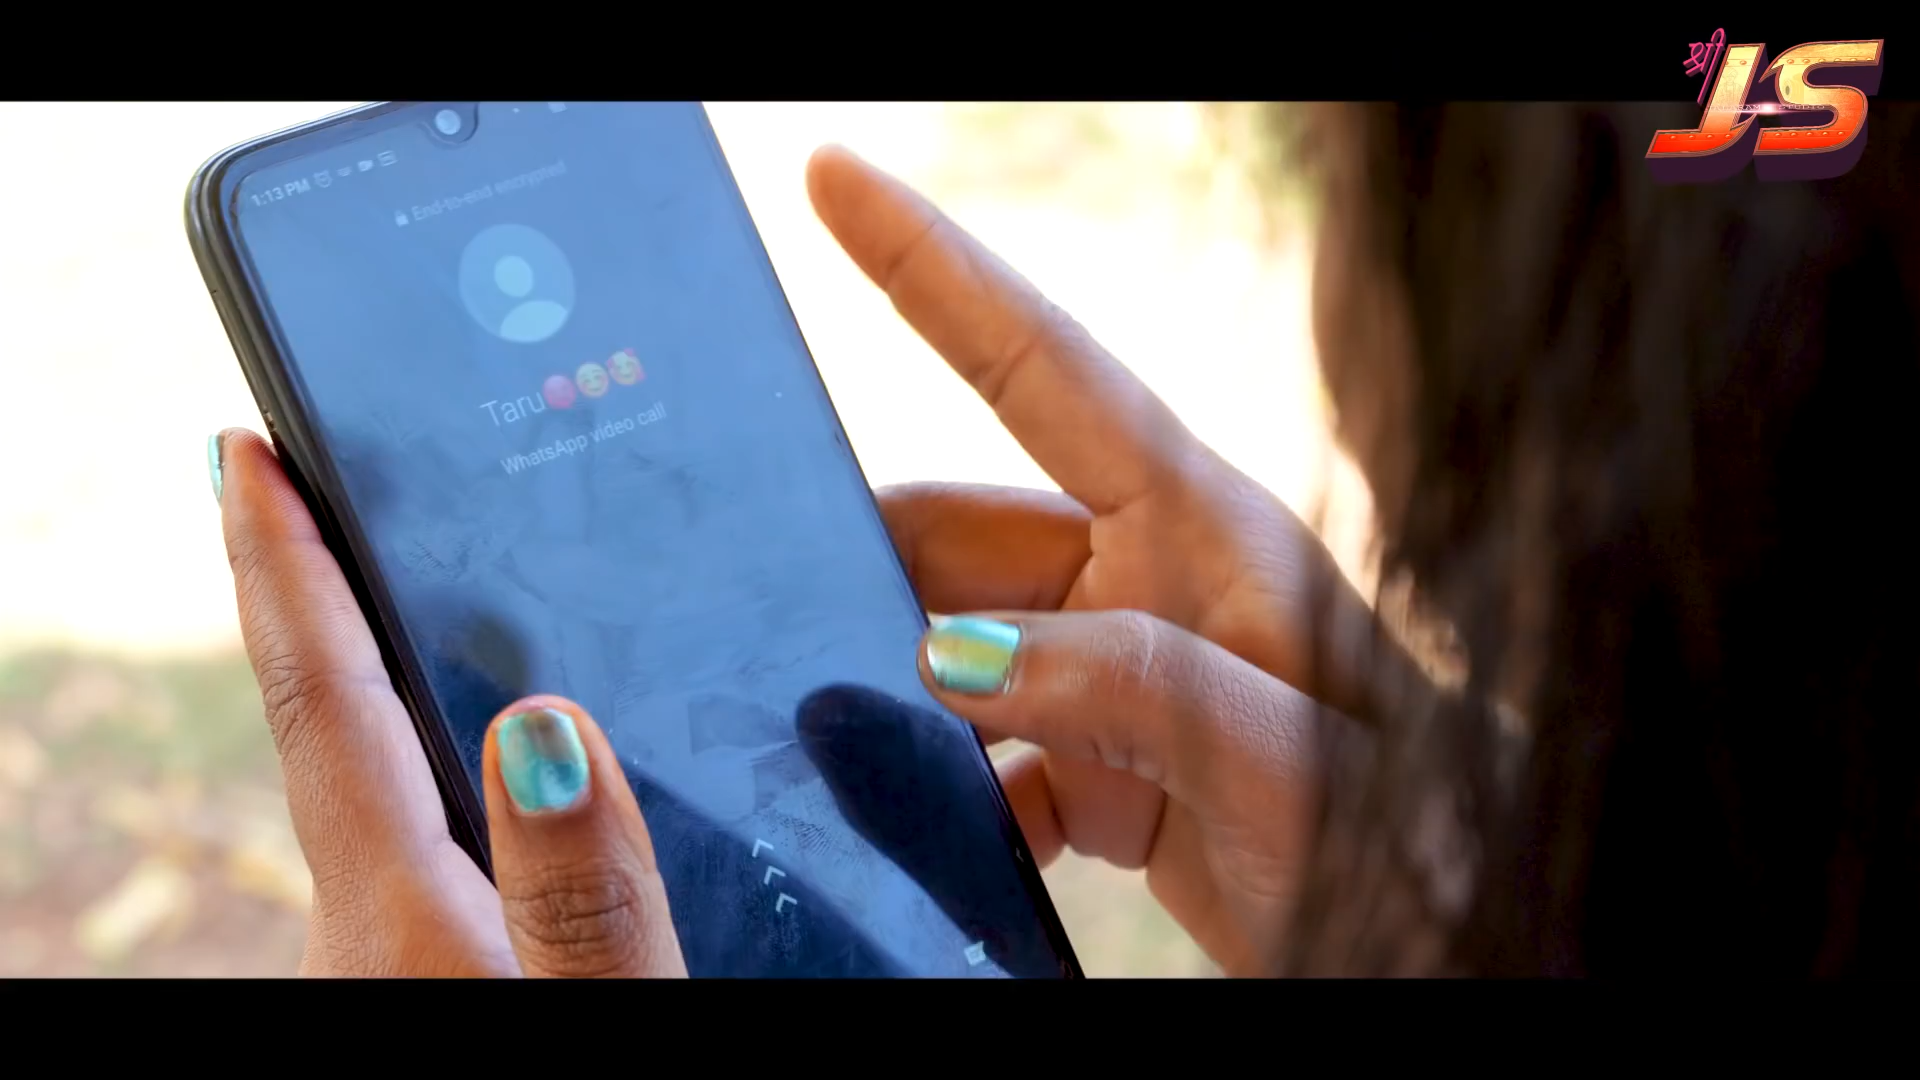 श्री
JS
1:13 PM
End-to-end encrypted
Taru
WhatsApp video call